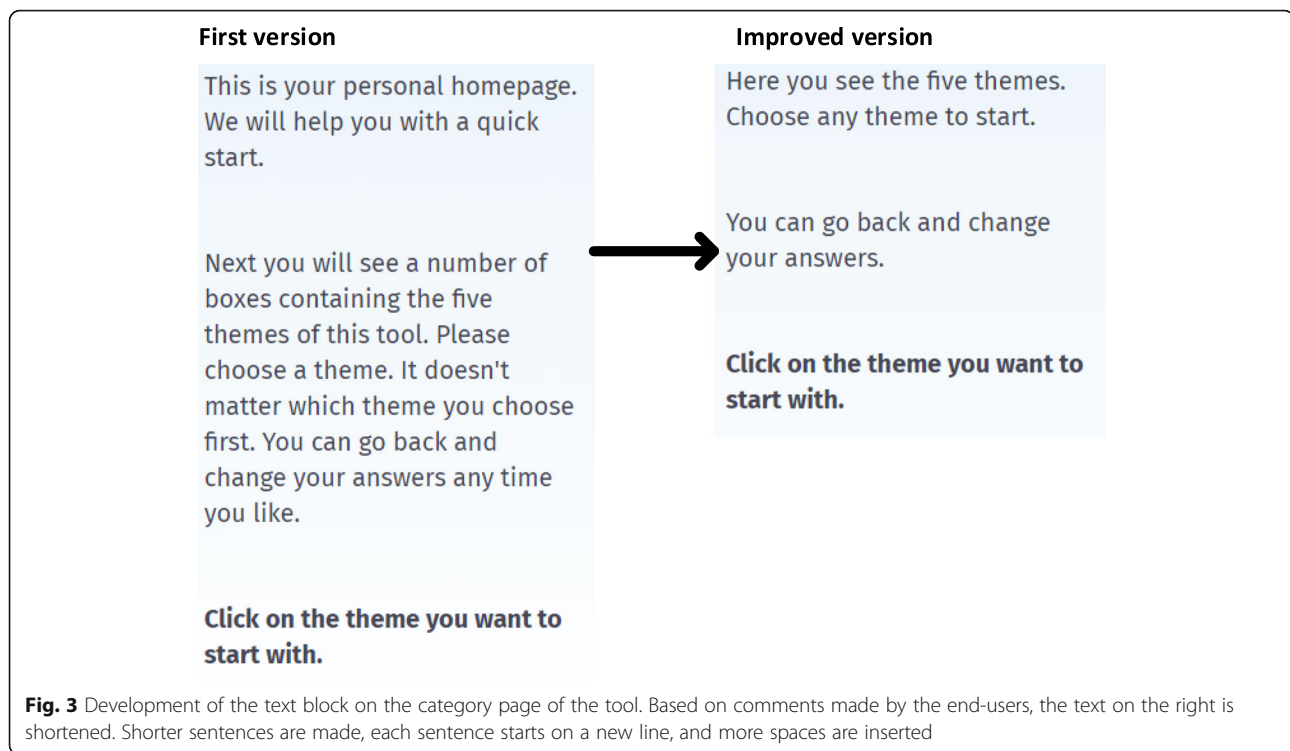 First version
This is your personal homepage.
We will help you with a quick
start.
Next you will see a number of
boxes containing the five
themes of this tool. Please
choose a theme. It doesn't
matter which theme you choose
first. You can go back and
change your answers any time
you like.
Click on the theme you want to
start with.
Improved version
Here you see the five themes.
Choose any theme to start.
You can go back and change
your answers.
Click on the theme you want to
start with.
Fig. 3 Development of the text block on the category page of the tool. Based on comments made by the end-users, the text on the right is
shortened. Shorter sentences are made, each sentence starts on a new line, and more spaces are inserted